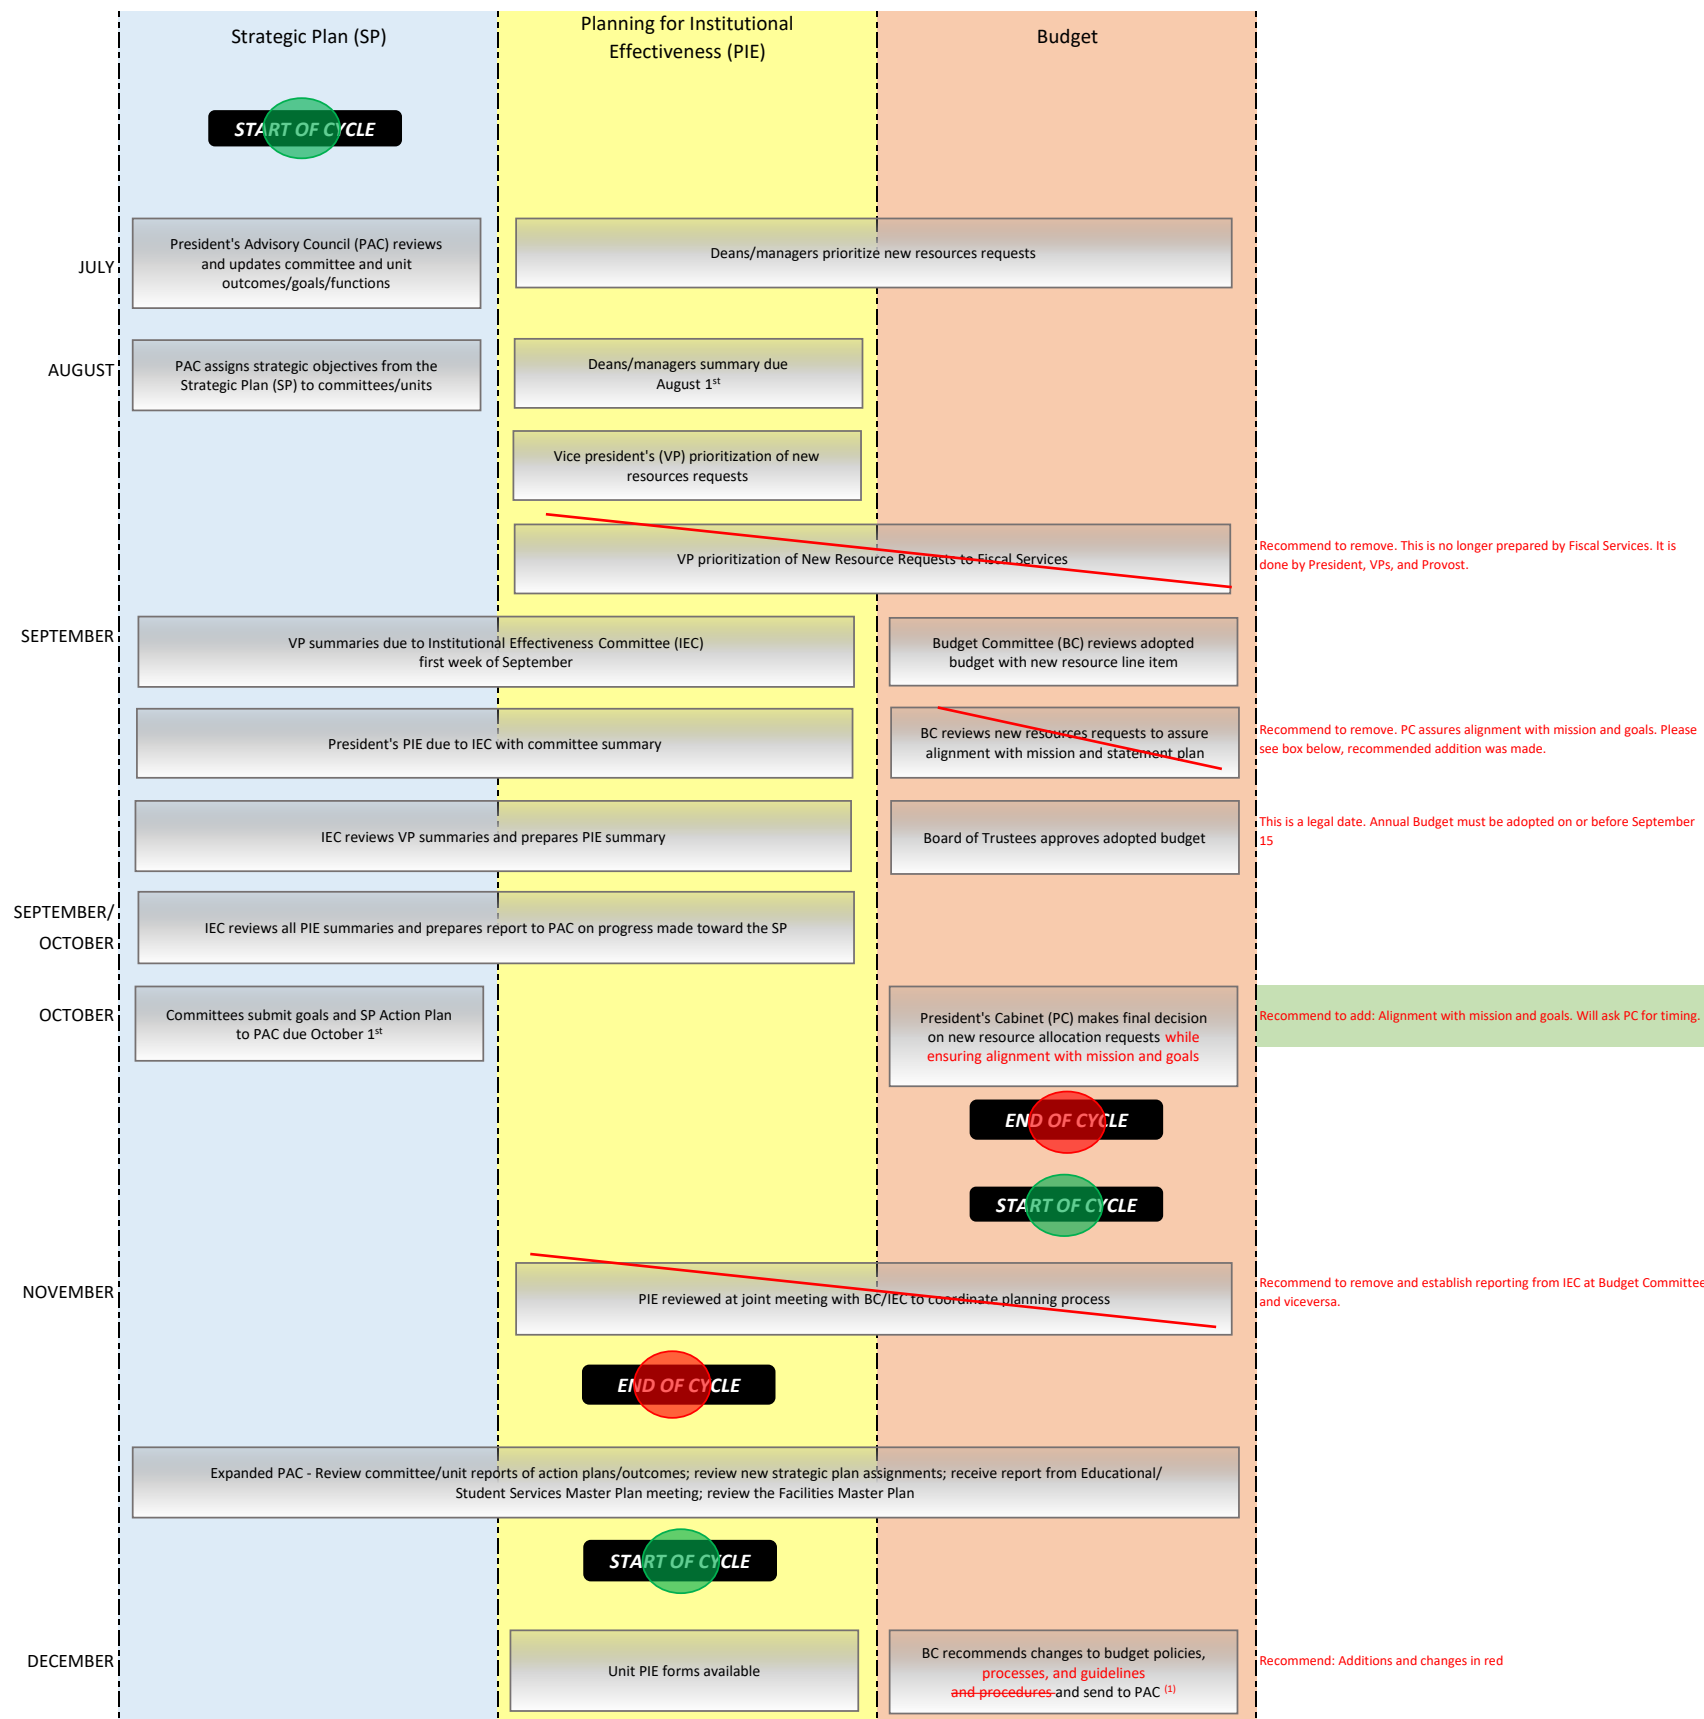 Strategic Plan (SP)
Planning for Institutional
Effectiveness (PIE)
Budget
START OF CYCLE
JULY
President's Advisory Council (PAC) reviews
and updates committee and unit
outcomes/goals/functions
Deans/managers prioritize new resources requests
AUGUST
PAC assigns strategic objectives from the
Strategic Plan (SP) to committees/units
Deans/managers summary due
August 1st
Vice president's (VP) prioritization of new
resources requests
VP prioritization of New Resource Requests to Fiscal Services
Recommend to remove. This is no longer prepared by Fiscal Services. It is
done by President, VPs, and Provost.
SEPTEMBER
VP summaries due to Institutional Effectiveness Committee (IEC)
first week of September
Budget Committee (BC) reviews adopted
budget with new resource line item
President's PIE due to IEC with committee summary
BC reviews new resources requests to assure
alignment with mission and statement plan
Recommend to remove. PC assures alignment with mission and goals. Please
see box below, recommended addition was made.
IEC reviews VP summaries and prepares PIE summary
Board of Trustees approves adopted budget
This is a legal date. Annual Budget must be adopted on or before September
15
SEPTEMBER/
OCTOBER
IEC reviews all PIE summaries and prepares report to PAC on progress made toward the SP
OCTOBER
Committees submit goals and SP Action Plan
to PAC due October 1st
President's Cabinet (PC) makes final decision
on new resource allocation requests while
ensuring alignment with mission and goals
Recommend to add: Alignment with mission and goals. Will ask PC for timing.
END OF CYCLE
START OF CYCLE
NOVEMBER
PIE reviewed at joint meeting with BC/IEC to coordinate planning process
Recommend to remove and establish reporting from IEC at Budget Committee
and viceversa.
END OF CYCLE
Expanded PAC - Review committee/unit reports of action plans/outcomes; review new strategic plan assignments; receive report from Educational/
Student Services Master Plan meeting; review the Facilities Master Plan
START OF CYCLE
DECEMBER
Unit PIE forms available
BC recommends changes to budget policies,
processes, and guidelines
and procedures and send to PAC (1)
Recommend: Additions and changes in red